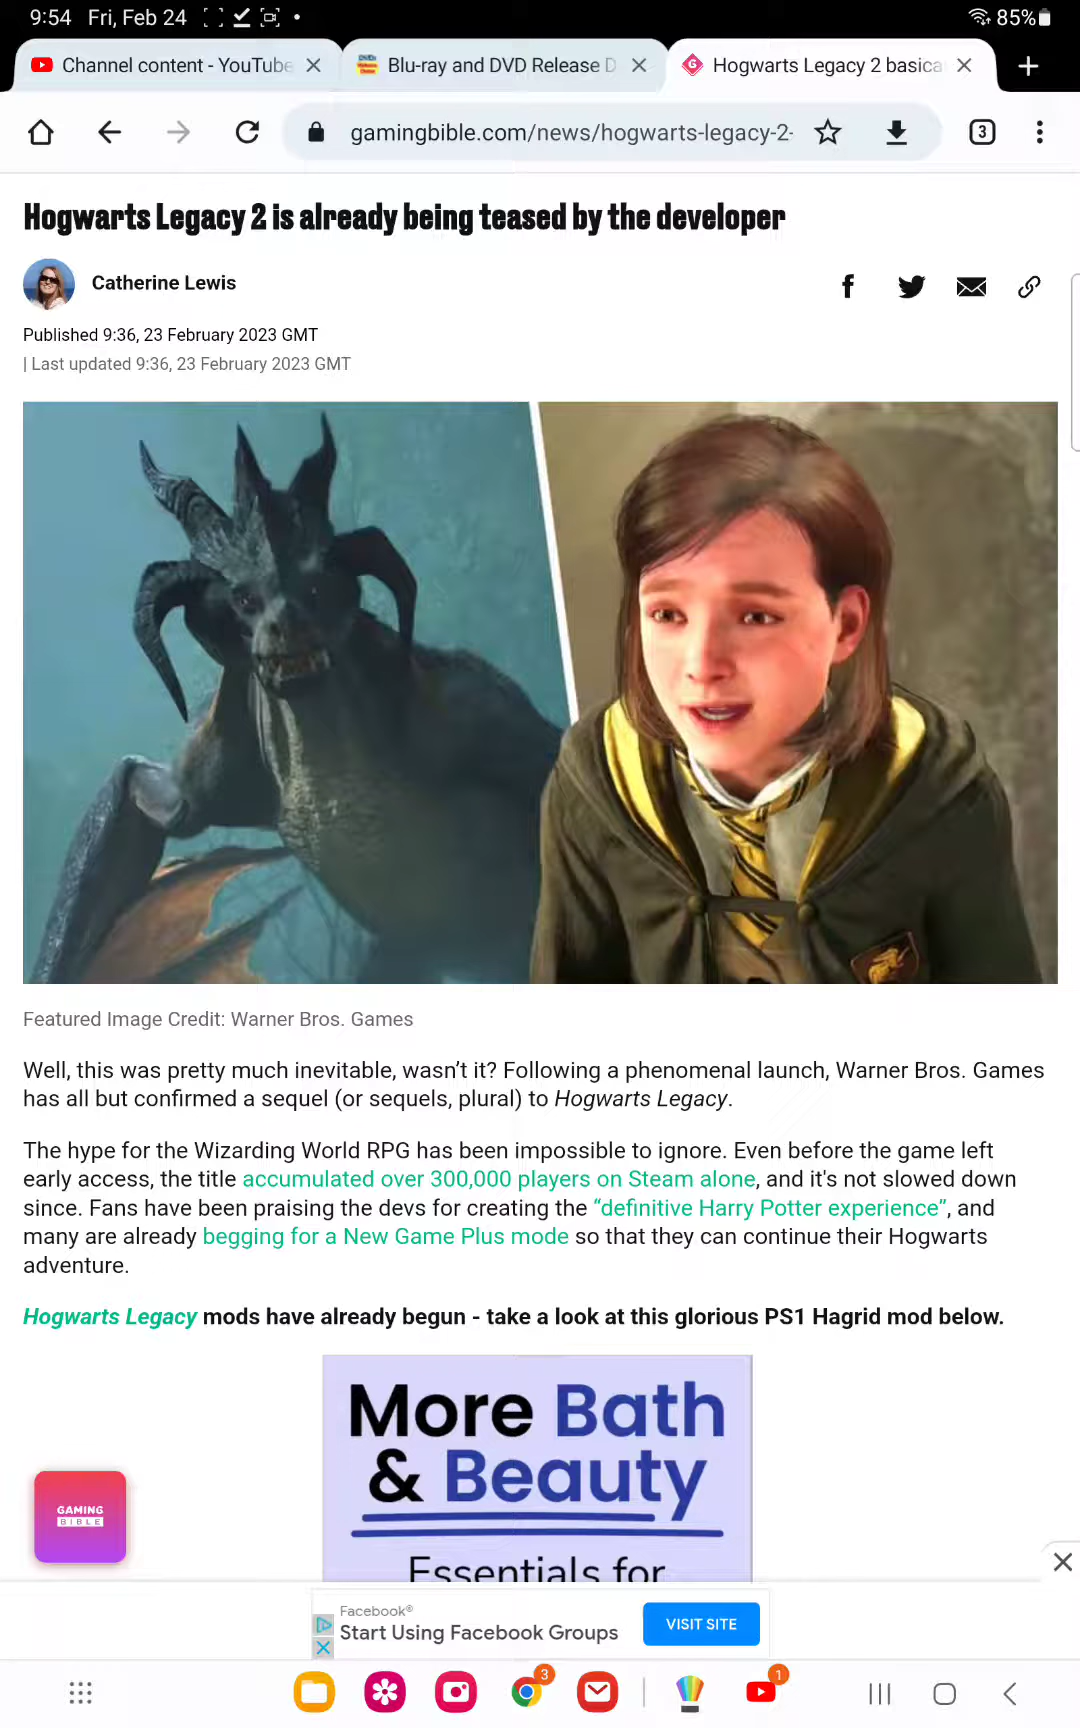 9:54 Fri, Feb 24
85%
Channel content - YouTube
Blu-ray and DVD Release D
Hogwarts Legacy 2 basica
gamingbible.com/news/hogwarts-legacy-2-
3
Hogwarts Legacy 2 is already being teased by the developer
Catherine Lewis
Published 9:36, 23 February 2023 GMT
| Last updated 9:36, 23 February 2023 GMT
Featured Image Credit: Warner Bros. Games
Well, this was pretty much inevitable, wasn’t it? Following a phenomenal launch, Warner Bros. Games
has all but confirmed a sequel (or sequels, plural) to Hogwarts Legacy.
The hype for the Wizarding World RPG has been impossible to ignore. Even before the game left
early access, the title accumulated over 300,000 players on Steam alone, and it's not slowed down
since. Fans have been praising the devs for creating the “definitive Harry Potter experience”, and
many are already begging for a New Game Plus mode so that they can continue their Hogwarts
adventure.
Hogwarts Legacy mods have already begun - take a look at this glorious PS1 Hagrid mod below.
More Bath
& Beauty
Essentials for
GAMING
BIBLE
Facebook®
Start Using Facebook Groups
VISIT SITE
3
1